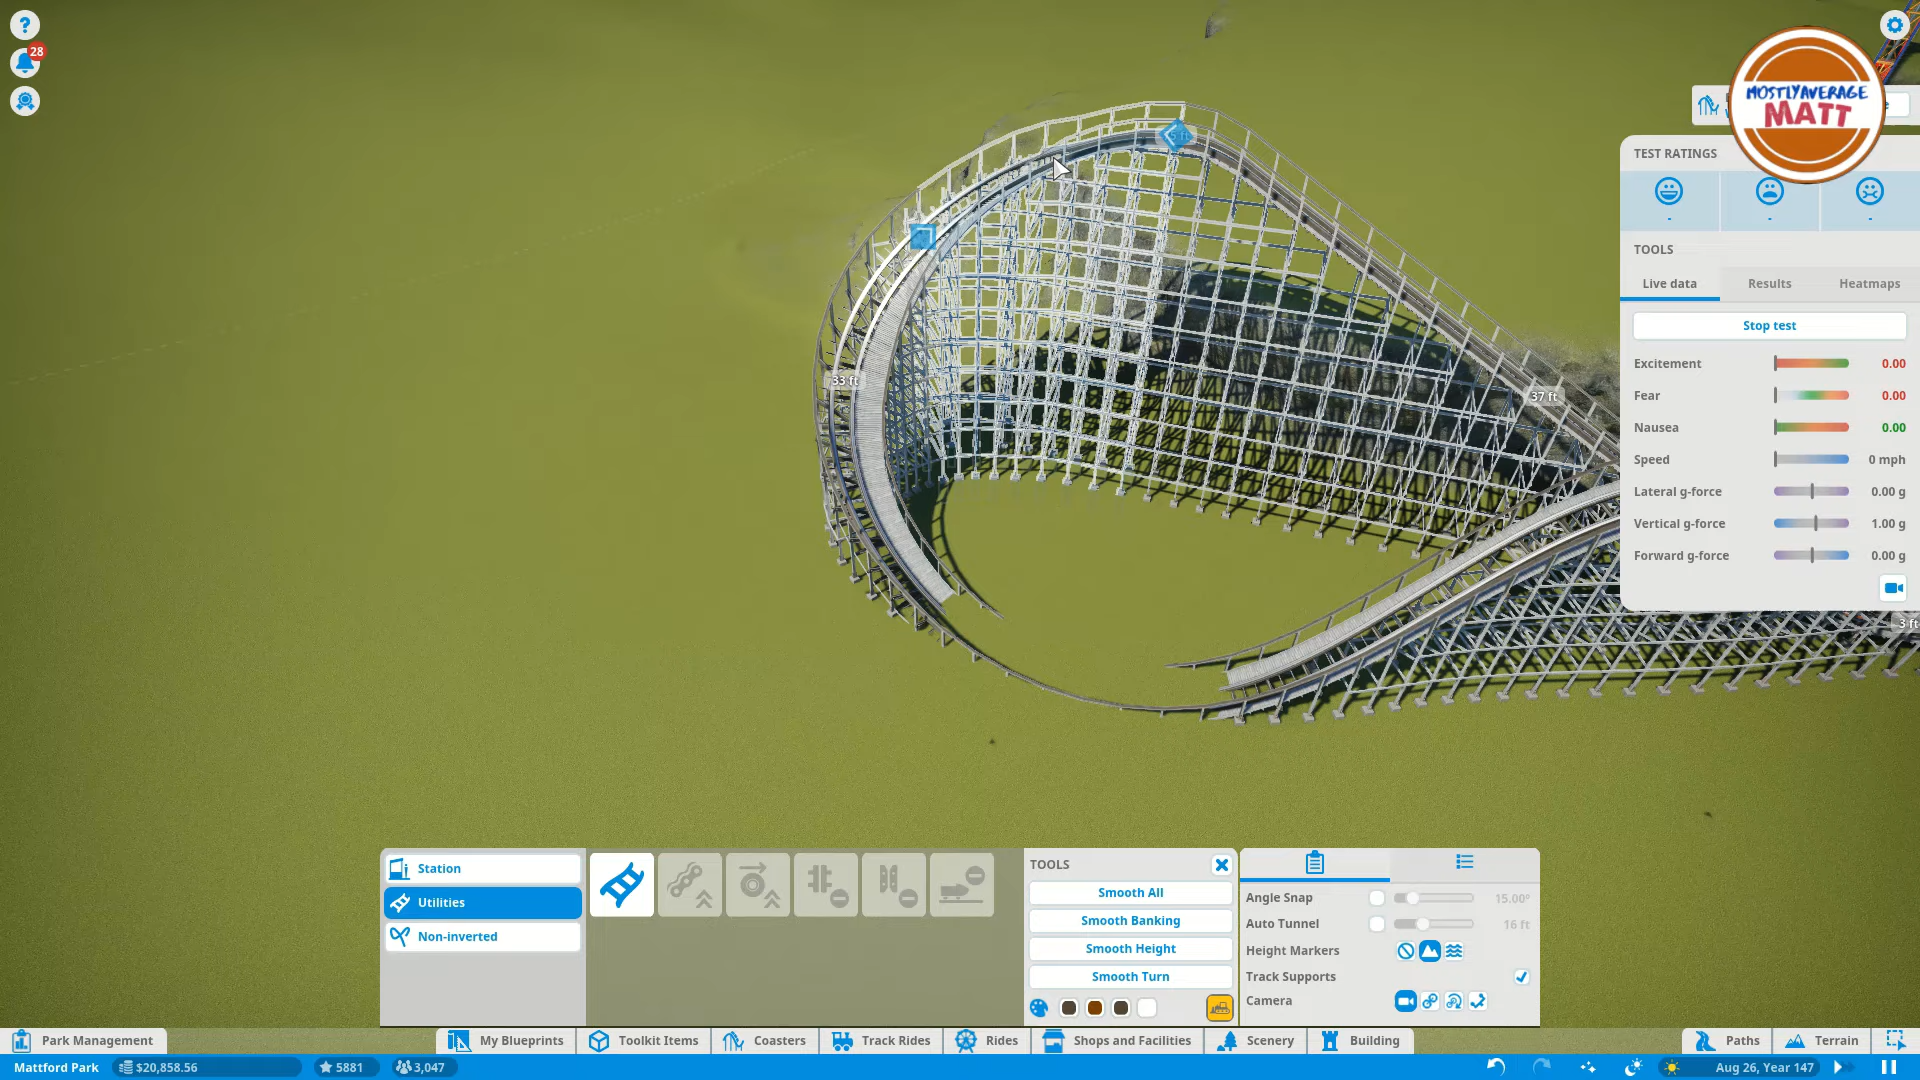 28
MOSTLYAVERAGE
MATT
TEST RATINGS
-
-
-
TOOLS
Live data
Results
Heatmaps
Stop test
Excitement
0.00
Fear
0.00
Nausea
0.00
Speed
0 mph
Lateral g-force
0.00 g
Vertical g-force
1.00 g
Forward g-force
0.00 g
33 ft
37 ft
3 ft
Station
Utilities
Non-inverted
TOOLS
Smooth All
Smooth Banking
Smooth Height
Smooth Turn
Angle Snap
15.00°
Auto Tunnel
16 ft
Height Markers
Track Supports
Camera
Park Management
My Blueprints
Toolkit Items
Coasters
Track Rides
Rides
Shops and Facilities
Scenery
Building
Paths
Terrain
Mattford Park
$20,858.56
5881
3,047
Aug 26, Year 147